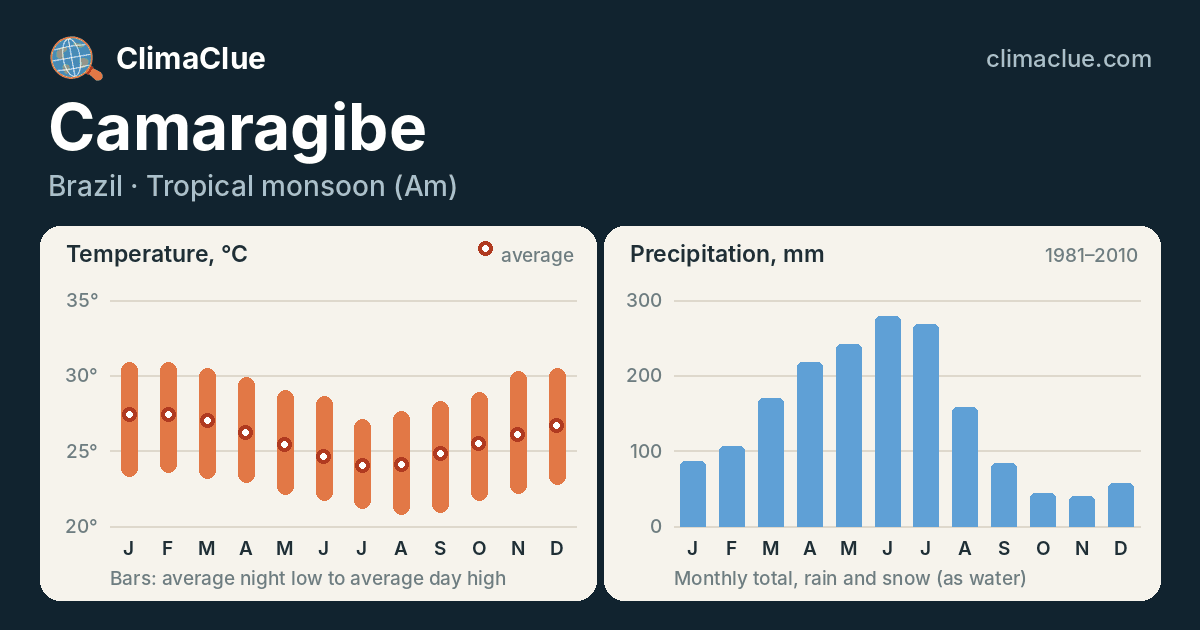 ClimaClue
climaclue.com
Camaragibe
Brazil · Tropical monsoon (Am)
Temperature, °C
average
35°
30°
25°
20°
J F M A M J J A S O N D
Bars: average night low to average day high
Precipitation, mm
1981–2010
300
200
100
0
J F M A M J J A S O N D
Monthly total, rain and snow (as water)